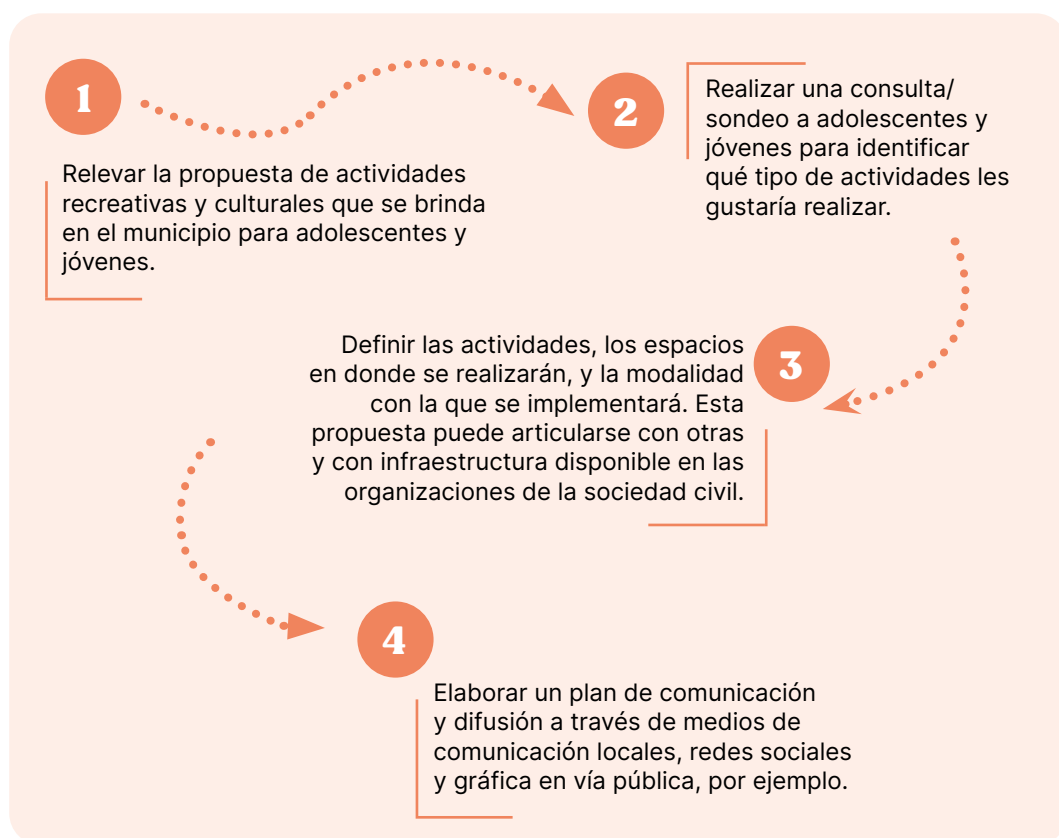 1
Relevar la propuesta de actividades
recreativas y culturales que se brinda
en el municipio para adolescentes y
jóvenes.
2
Realizar una consulta/
sondeo a adolescentes y
jóvenes para identificar
qué tipo de actividades les
gustaría realizar.
3
Definir las actividades, los espacios
en donde se realizarán, y la modalidad
con la que se implementará. Esta
propuesta puede articularse con otras
y con infraestructura disponible en las
organizaciones de la sociedad civil.
4
Elaborar un plan de comunicación
y difusión a través de medios de
comunicación locales, redes sociales
y gráfica en vía pública, por ejemplo.